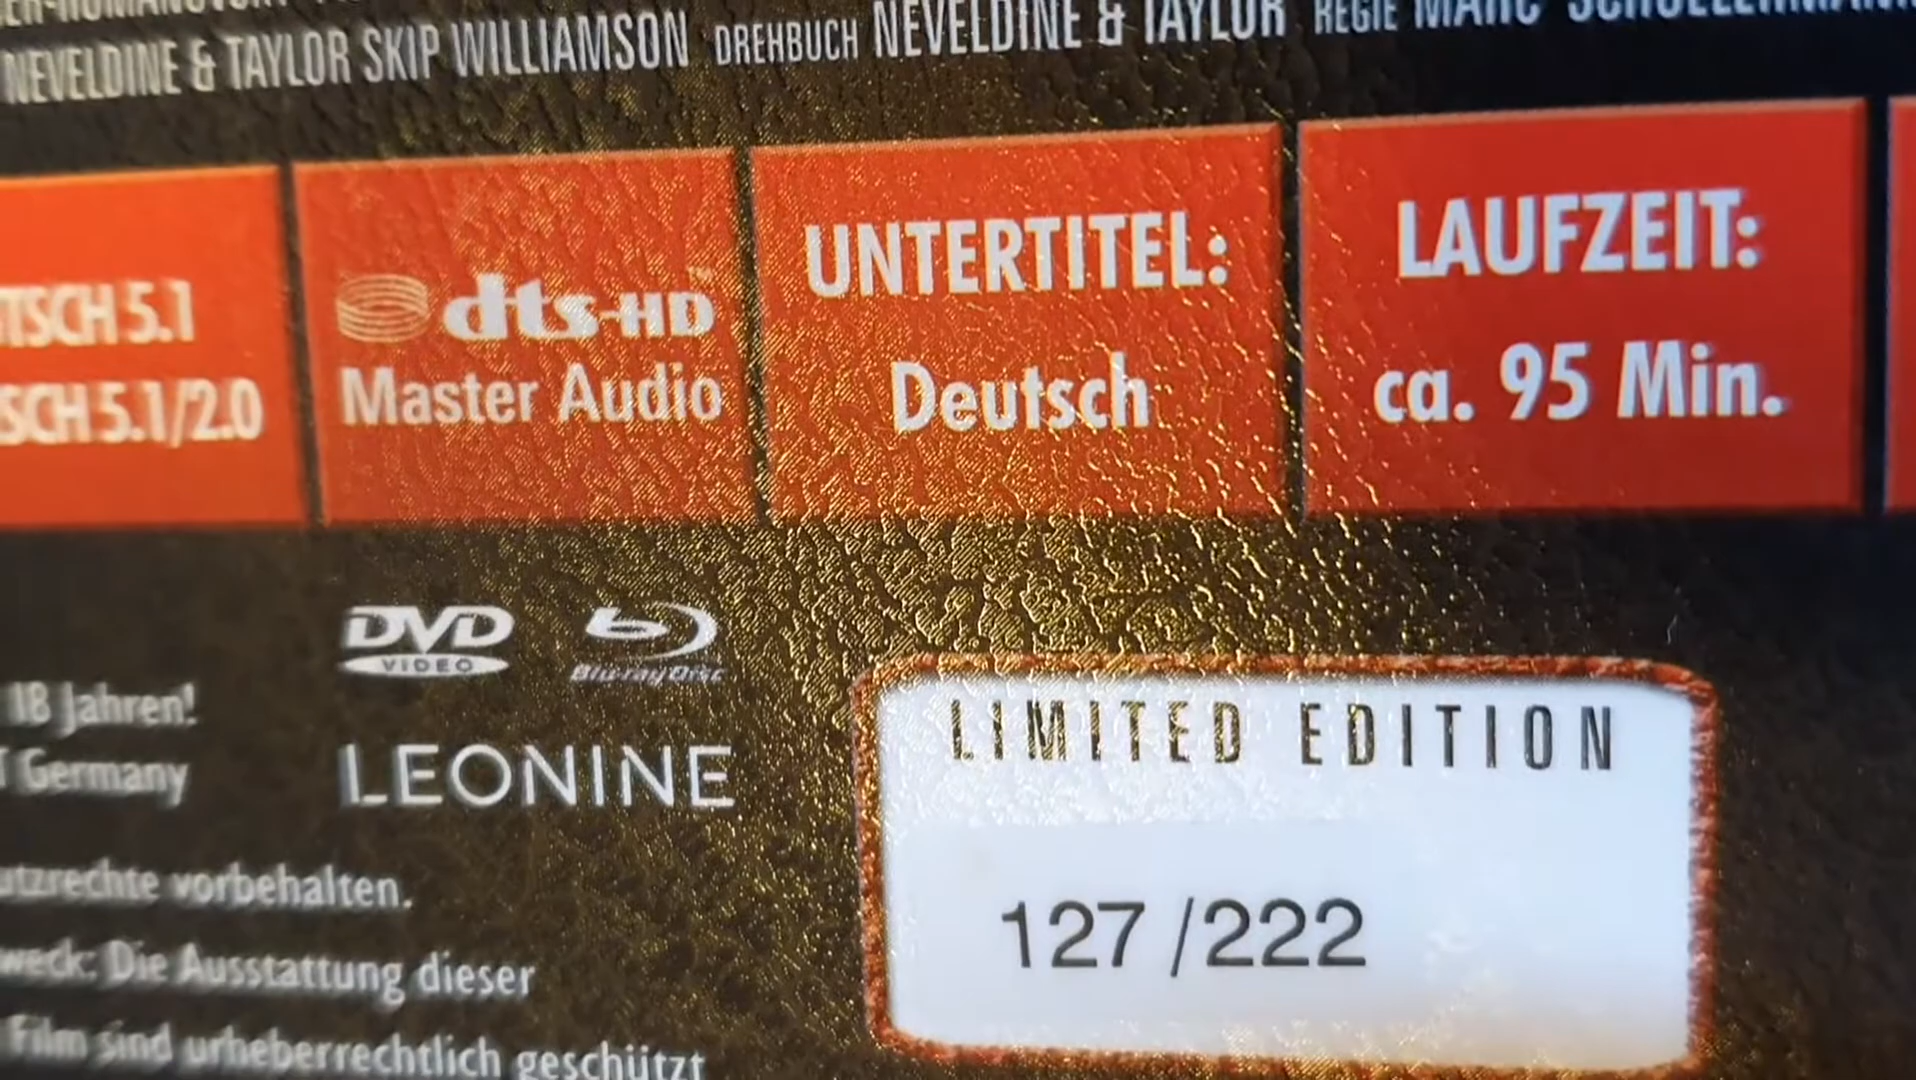 NEVELDINE & TAYLOR SKIP WILLIAMSON DREHBUCH NEVELDINE & TAYLOR REGIE MARC
TSCH 5.1
SCH 5.1/2.0
dts-HD™
Master Audio
UNTERTITEL:
Deutsch
LAUFZEIT:
ca. 95 Min.
DVD
VIDEO
Blu-ray Disc
18 Jahren!
Germany
LEONINE
LIMITED EDITION
127 /222
utzrechte vorbehalten.
weck: Die Ausstattung dieser
Film sind urheberrechtlich geschützt